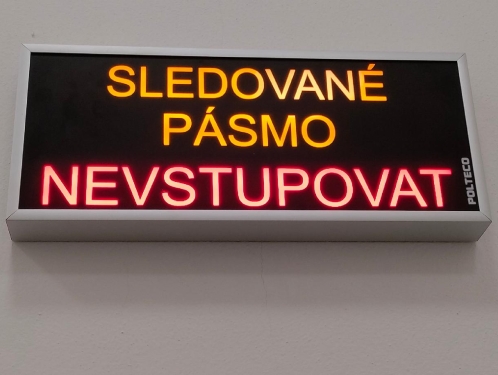 SLEDOVANÉ
PÁSMO
NEVSTUPOVAT
POLTECO